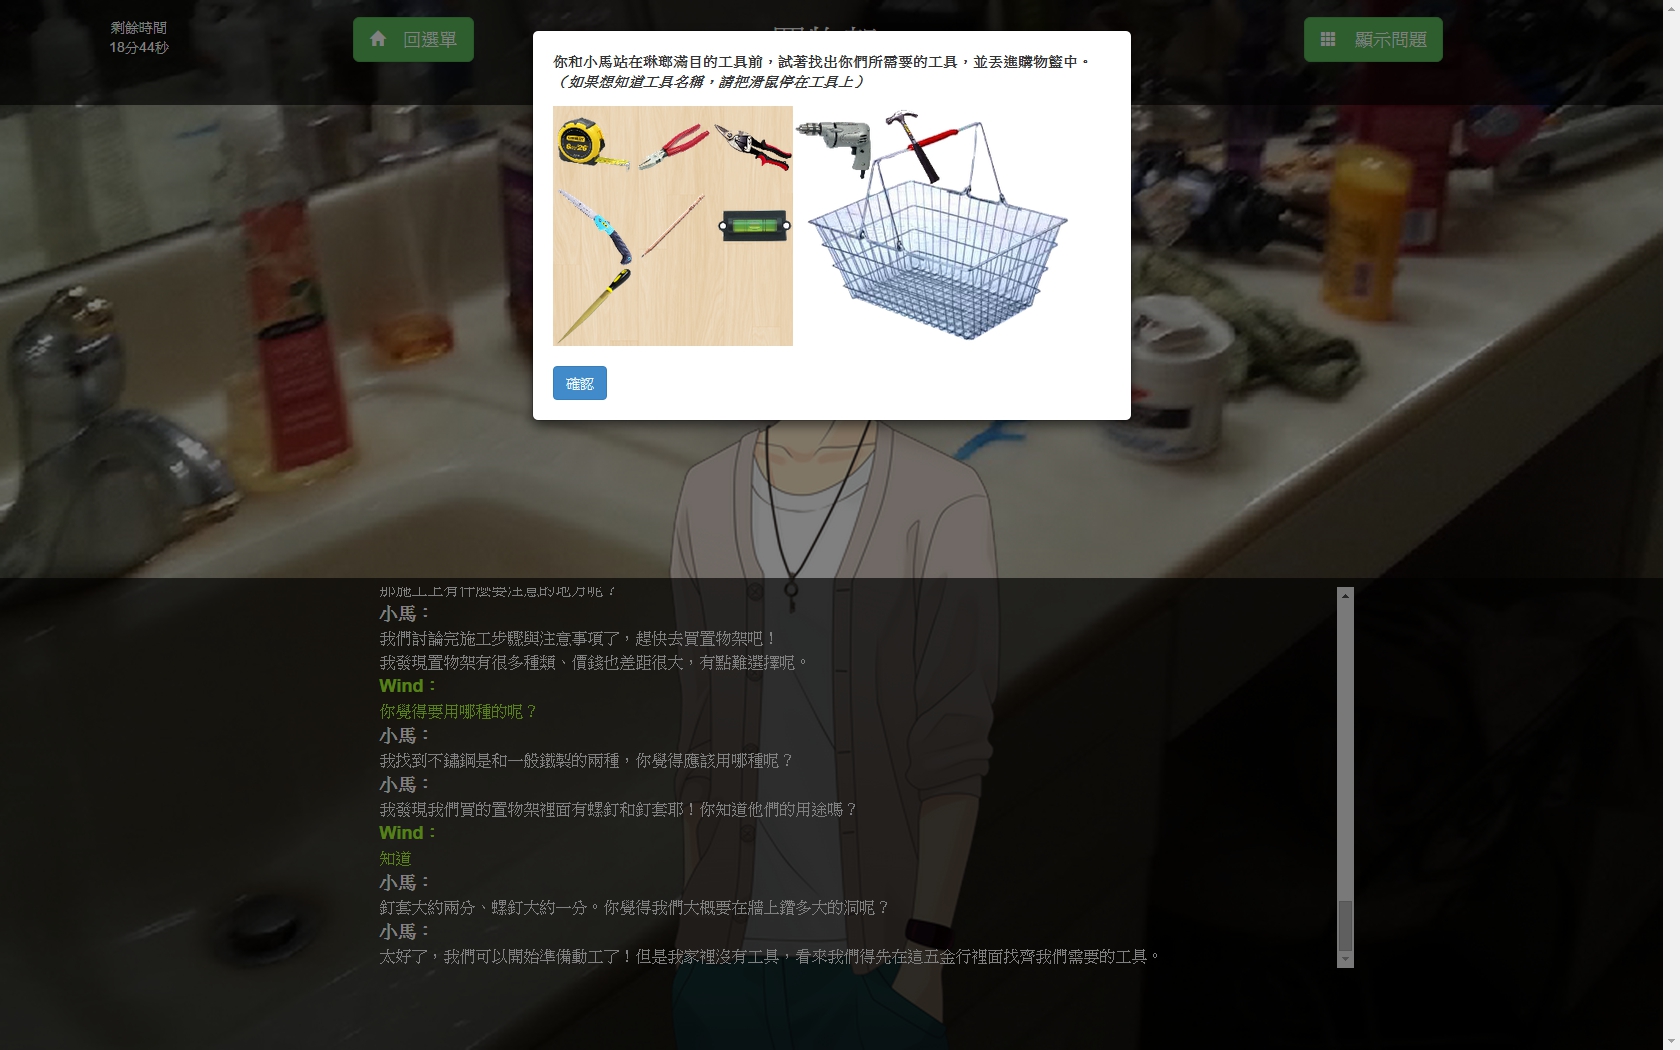 剩餘時間
18分44秒
回選單
顯示問題
你和小馬站在琳瑯滿目的工具前，試著找出你們所需要的工具，並丟進購物籃中。
（如果想知道工具名稱，請把滑鼠停在工具上）
確認
那施工上有什麼要注意的地方呢？
小馬：
我們討論完施工步驟與注意事項了，趕快去買置物架吧！
我發現置物架有很多種類、價錢也差距很大，有點難選擇呢。
Wind：
你覺得要用哪種的呢？
小馬：
我找到不鏽鋼是和一般鐵製的兩種，你覺得應該用哪種呢？
小馬：
我發現我們買的置物架裡面有螺釘和釘套耶！你知道他們的用途嗎？
Wind：
知道
小馬：
釘套大約兩分、螺釘大約一分。你覺得我們大概要在牆上鑽多大的洞呢？
小馬：
太好了，我們可以開始準備動工了！但是我家裡沒有工具，看來我們得先在這五金行裡面找齊我們需要的工具。